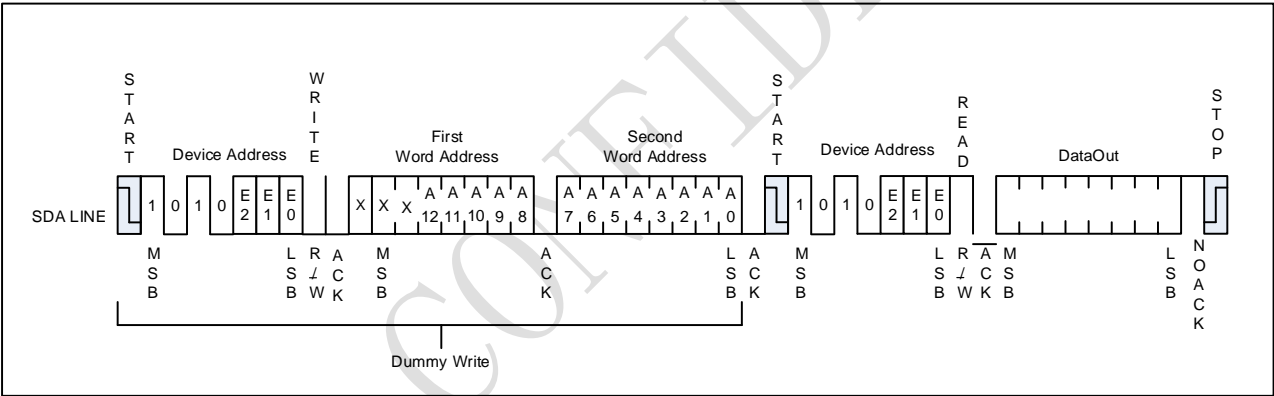 CONFIDE
START
WRITE
START
READ
STOP
Device Address
First
Word Address
Second
Word Address
Device Address
DataOut
SDA LINE
1 0 1 0 E2 E1 E0
X X X A12 A11 A10 A9 A8
A7 A6 A5 A4 A3 A2 A1 A0
1 0 1 0 E2 E1 E0
MSB
LSB
R/W
ACK
MSB
ACK
LSB
ACK
MSB
LSB
R/W
ACK
MSB
LSB
NOACK
Dummy Write